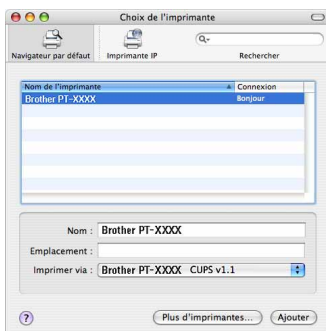 Choix de l'imprimante
Navigateur par défaut Imprimante IP Rechercher
Nom de l'imprimante Connexion
Brother PT-XXXX Bonjour
Nom : Brother PT-XXXX
Emplacement :
Imprimer via : Brother PT-XXXX CUPS v1.1
? Plus d'imprimantes... Ajouter